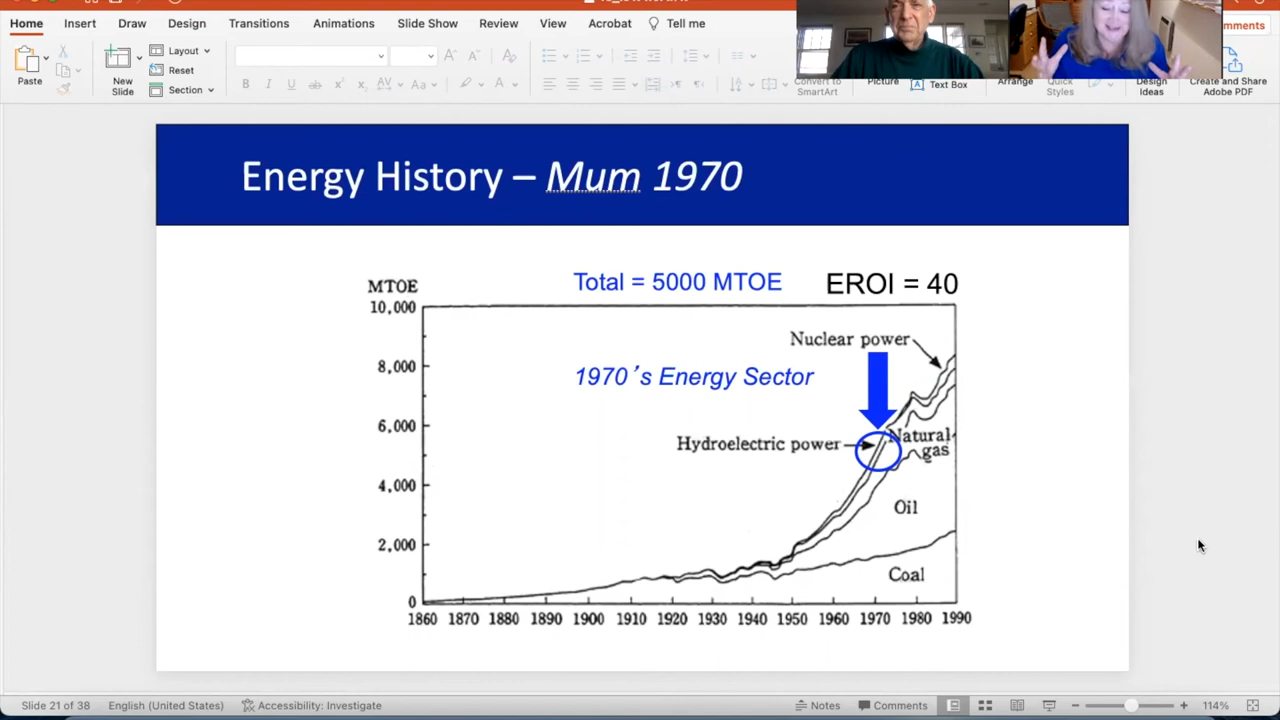 Home Insert Draw Design Transitions Animations Slide Show Review View Acrobat Tell me
Paste
New
Slide
Layout
Reset
Section
Convert to
SmartArt
Picture
Text Box
Arrange
Quick
Styles
Design
Ideas
Create and Share
Adobe PDF
Energy History – Mum 1970
Total = 5000 MTOE
EROI = 40
MTOE
10,000
8,000
6,000
4,000
2,000
0
Nuclear power
1970's Energy Sector
Hydroelectric power
Natural
gas
Oil
Coal
1860 1870 1880 1890 1900 1910 1920 1930 1940 1950 1960 1970 1980 1990
Slide 21 of 38 English (United States) Accessibility: Investigate Notes Comments 114%